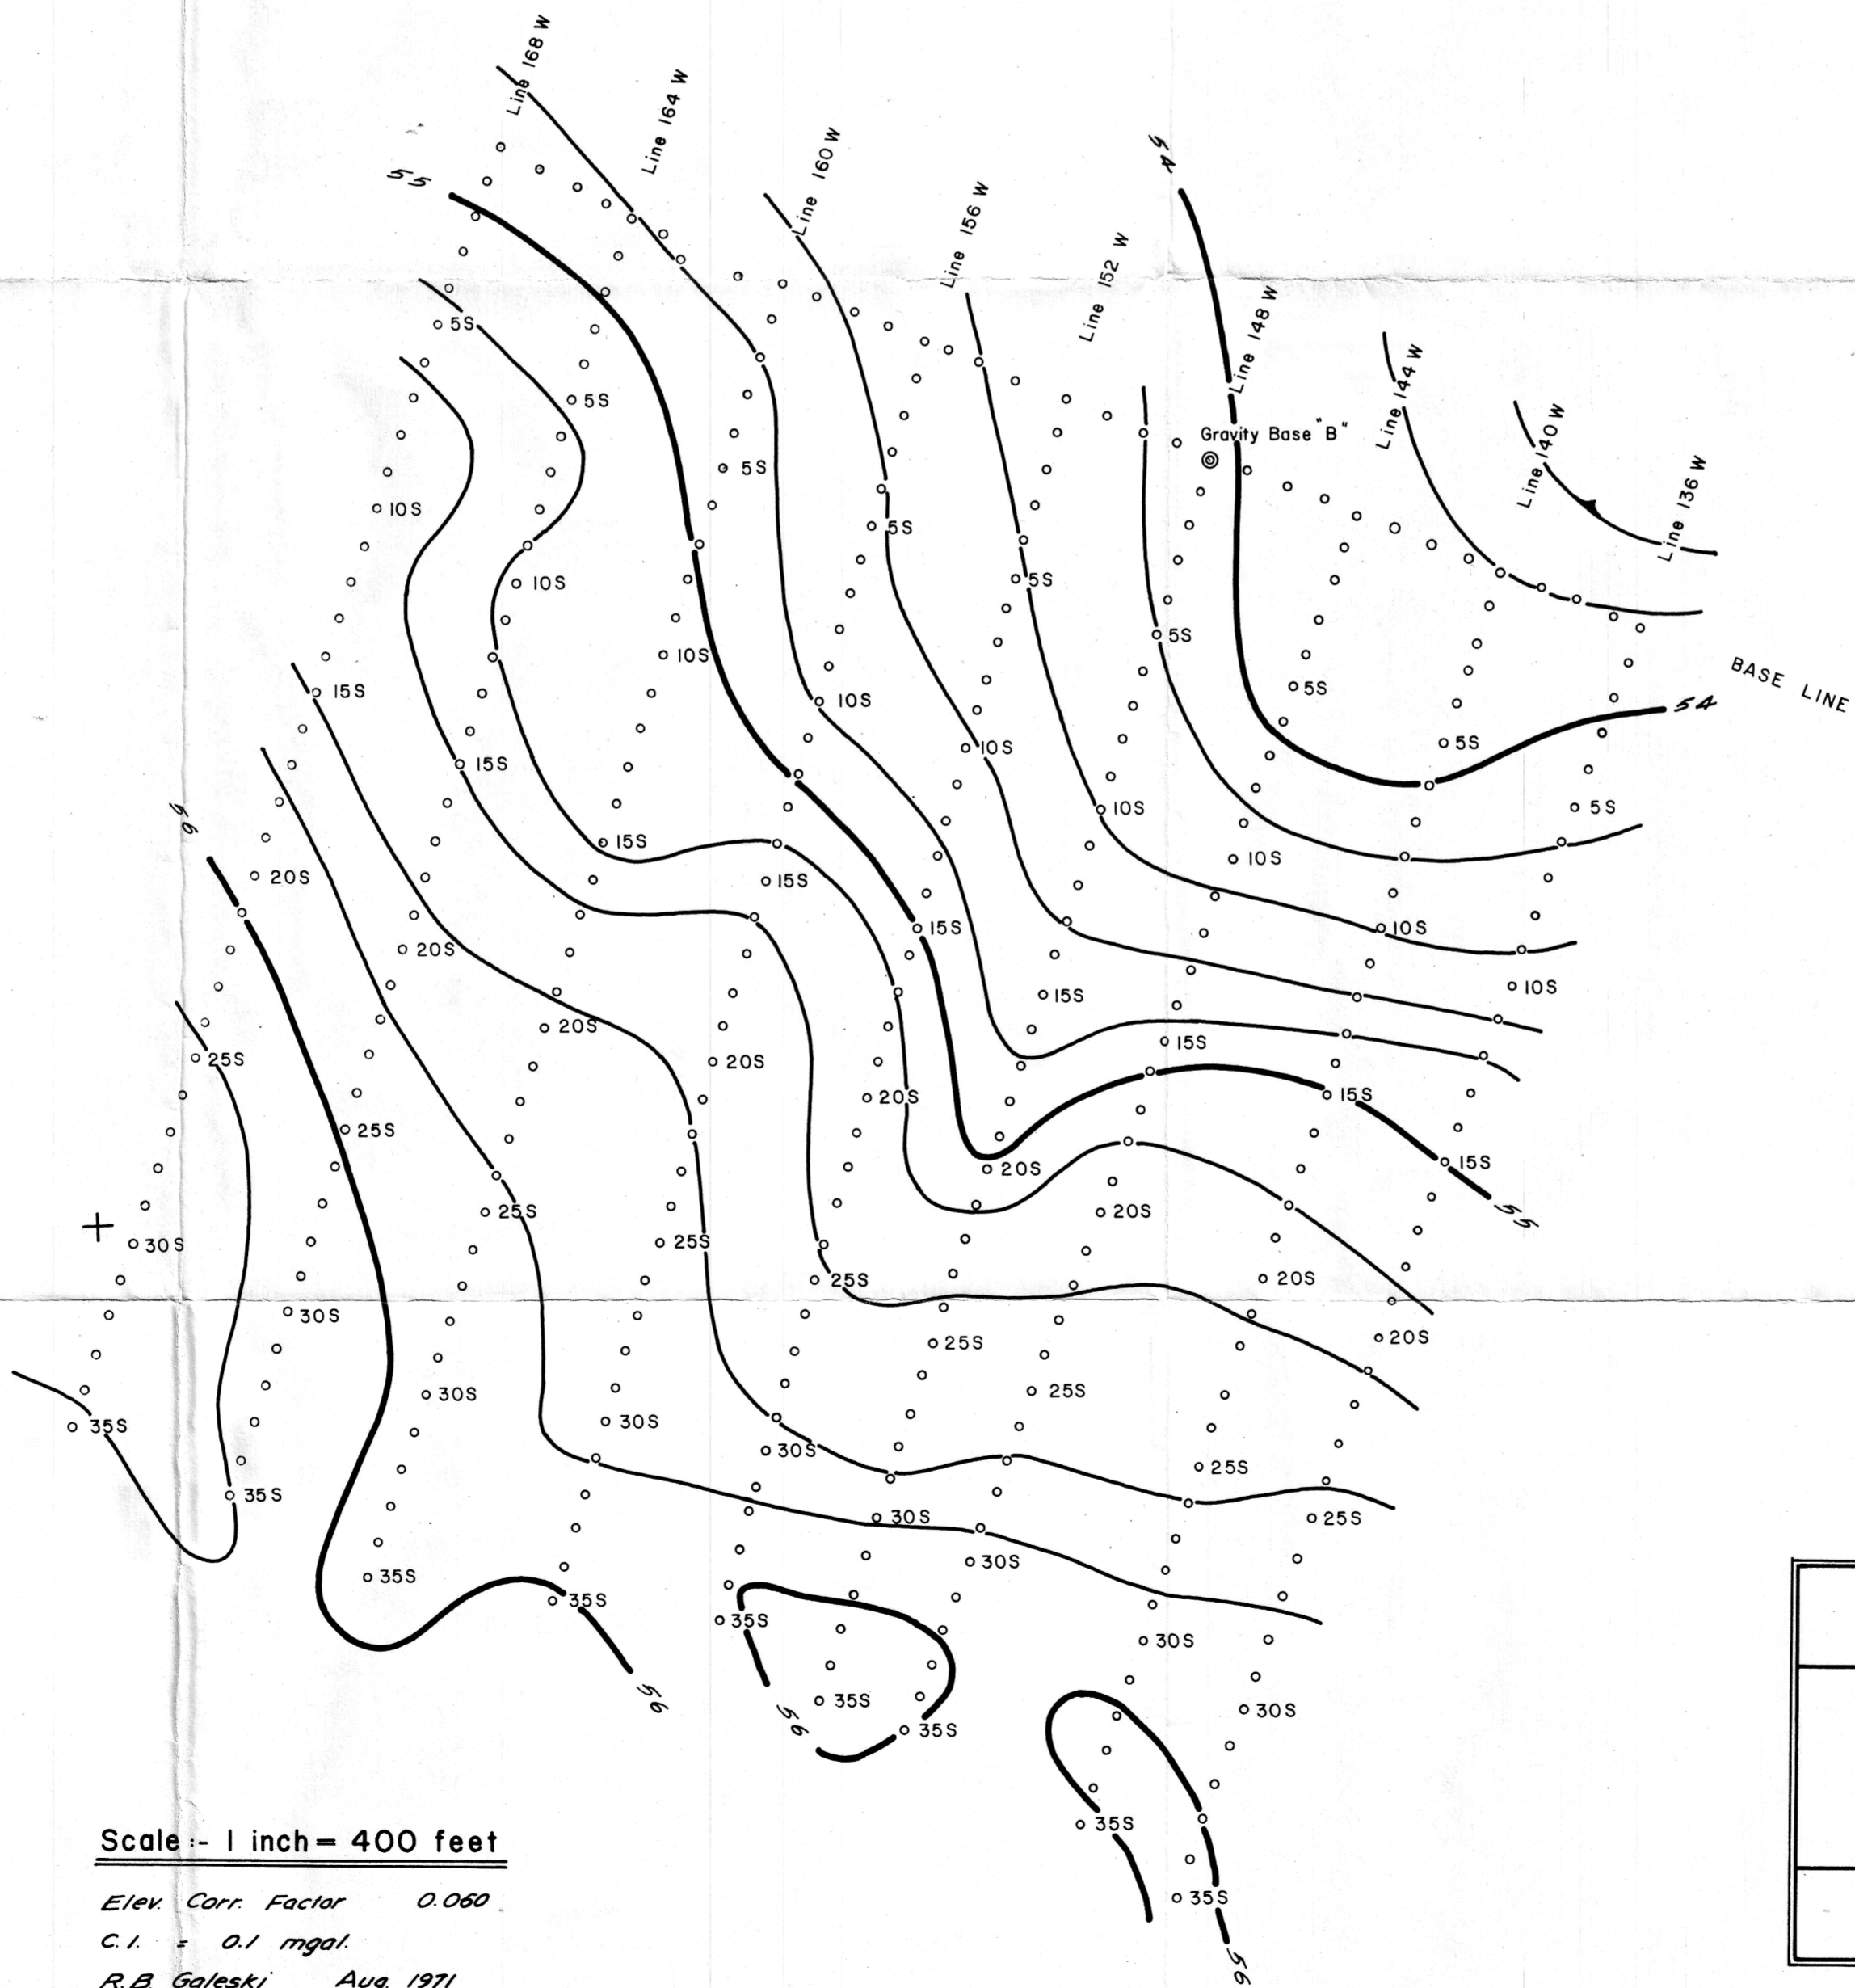 Line 168 W
Line 164 W
Line 160 W
Line 156 W
Line 152 W
Line 148 W
Line 144 W
Line 140 W
Line 136 W
54
55
Gravity Base "B"
BASE LINE
54
5S
5S
5S
5S
5S
5S
5S
5S
5S
10S
10S
10S
10S
10S
10S
10S
10S
10S
15S
15S
15S
15S
15S
15S
15S
15S
15S
56
20S
20S
20S
20S
20S
20S
20S
20S
20S
55
25S
25S
25S
25S
25S
25S
25S
25S
25S
30S
30S
30S
30S
30S
30S
30S
30S
30S
35S
35S
35S
35S
35S
35S
35S
35S
35S
56
56
56
Scale :- 1 inch = 400 feet
Elev. Corr. Factor 0.060
C.I. = 0.1 mgal.
R.B. Galeski Aug. 1971